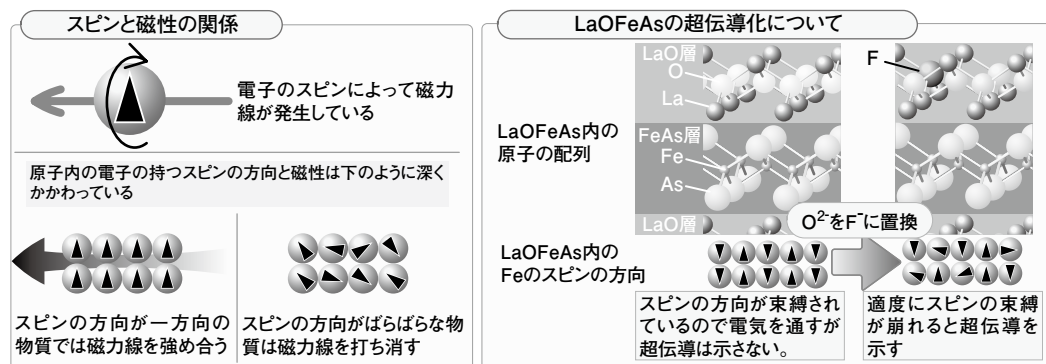 スピンと磁性の関係
電子のスピンによって磁力
線が発生している
原子内の電子の持つスピンの方向と磁性は下のように深く
かかわっている
スピンの方向が一方向の
物質では磁力線を強め合う
スピンの方向がばらばらな物
質は磁力線を打ち消す
LaOFeAsの超伝導化について
LaOFeAs内の
原子の配列
LaO層
O
La
FeAs層
Fe
As
LaO層
F
O²⁻をF⁻に置換
LaOFeAs内の
Feのスピンの方向
スピンの方向が束縛され
ているので電気を通すが
超伝導は示さない。
適度にスピンの束縛
が崩れると超伝導を
示す